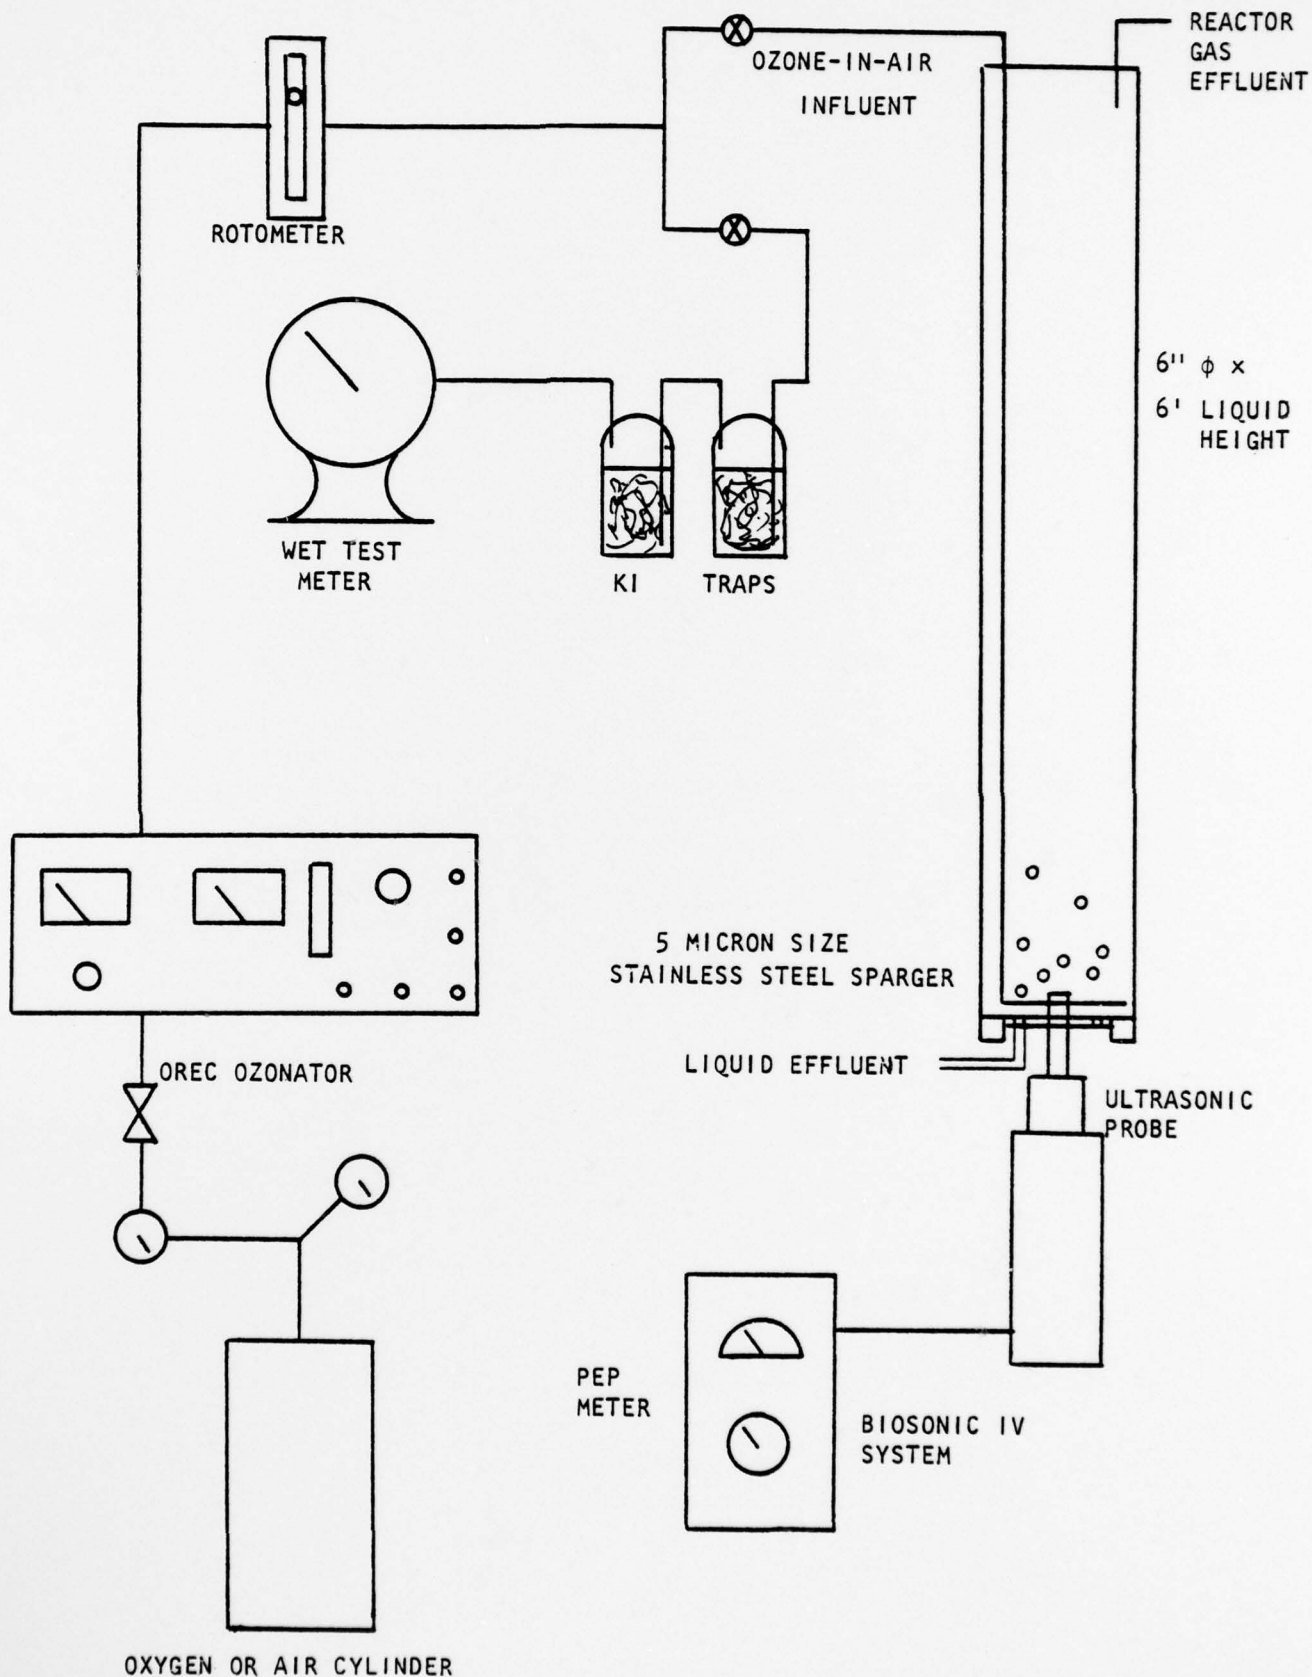 REACTOR
GAS
EFFLUENT
OZONE-IN-AIR
INFLUENT
ROTOMETER
6" ϕ x
6' LIQUID
HEIGHT
WET TEST
METER
KI TRAPS
5 MICRON SIZE
STAINLESS STEEL SPARGER
LIQUID EFFLUENT
OREC OZONATOR
ULTRASONIC
PROBE
PEP
METER
BIOSONIC IV
SYSTEM
OXYGEN OR AIR CYLINDER